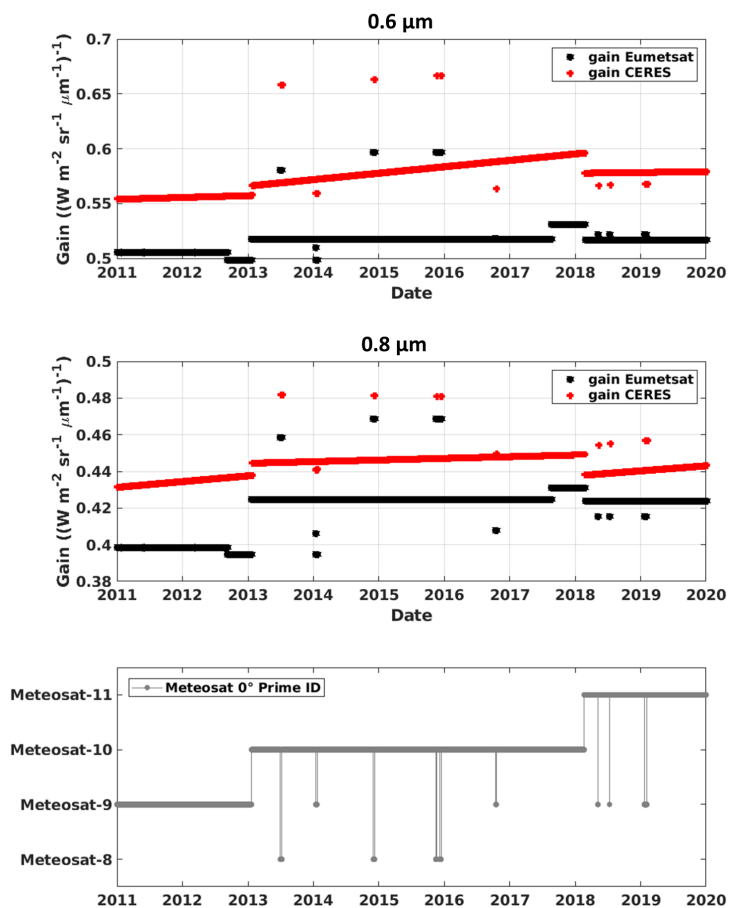 0.6 µm
0.7
0.65
0.6
0.55
0.5
Gain ((W m-2 sr-1 µm-1)-1)
gain Eumetsat
gain CERES
2011 2012 2013 2014 2015 2016 2017 2018 2019 2020
Date
0.8 µm
0.5
0.48
0.46
0.44
0.42
0.4
0.38
Gain ((W m-2 sr-1 µm-1)-1)
gain Eumetsat
gain CERES
2011 2012 2013 2014 2015 2016 2017 2018 2019 2020
Date
Meteosat 0° Prime ID
Meteosat-11
Meteosat-10
Meteosat-9
Meteosat-8
2011 2012 2013 2014 2015 2016 2017 2018 2019 2020